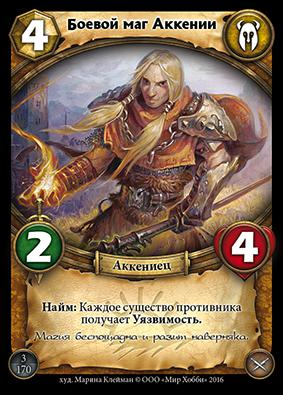 4
Боевой маг Аккении
2
4
Аккениец
Найм: Каждое существо противника
получает Уязвимость.
Магия беспощадна и разит наверняка.
3
170
худ. Марина Клейман © ООО «Мир Хобби» 2016